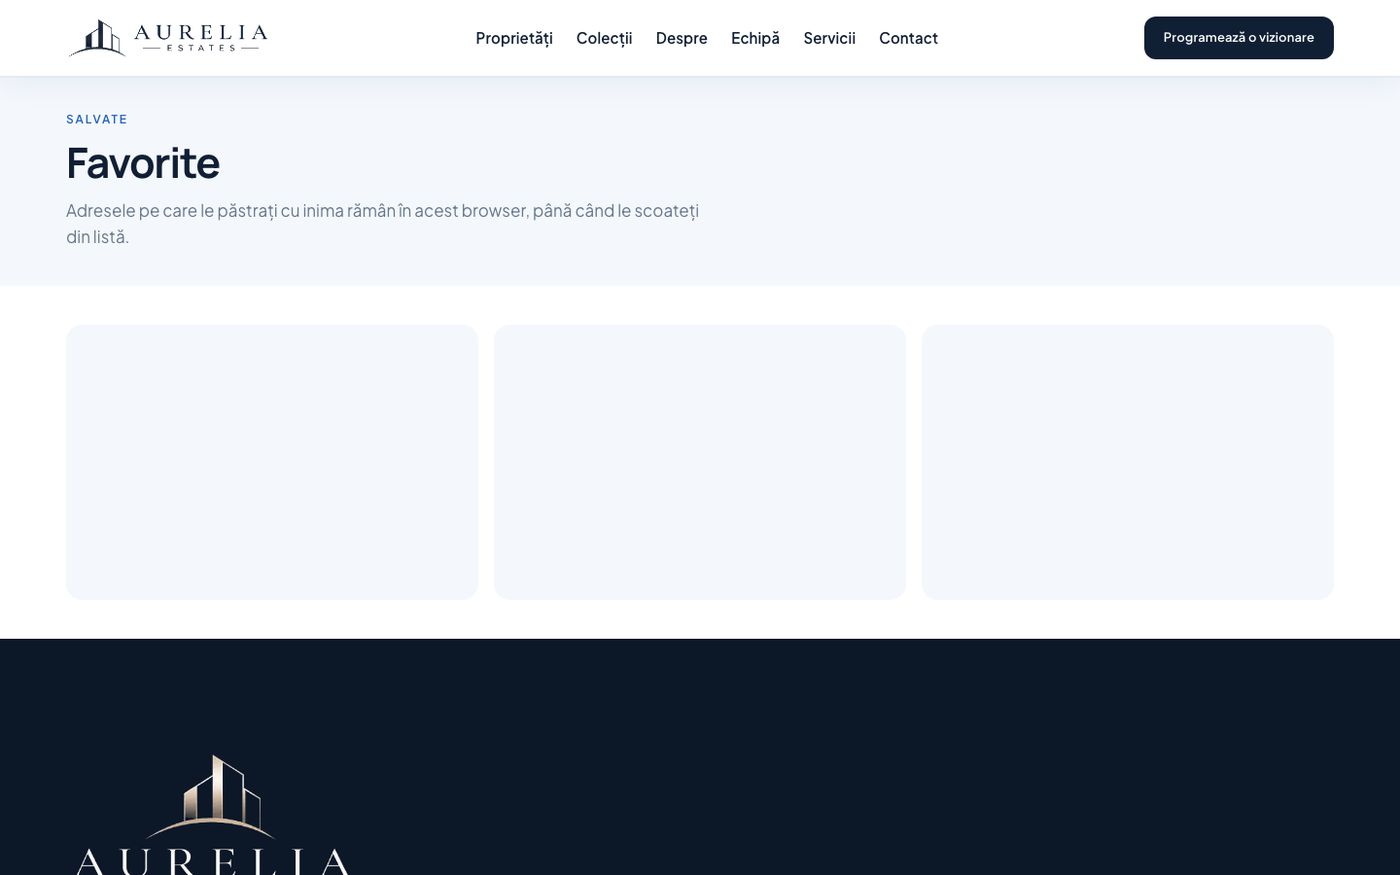 AURELIA
ESTATES
Proprietăți Colecții Despre Echipă Servicii Contact
Programează o vizionare
SALVATE
Favorite
Adresele pe care le păstrați cu inima rămân în acest browser, până când le scoateți
din listă.
AURELIA